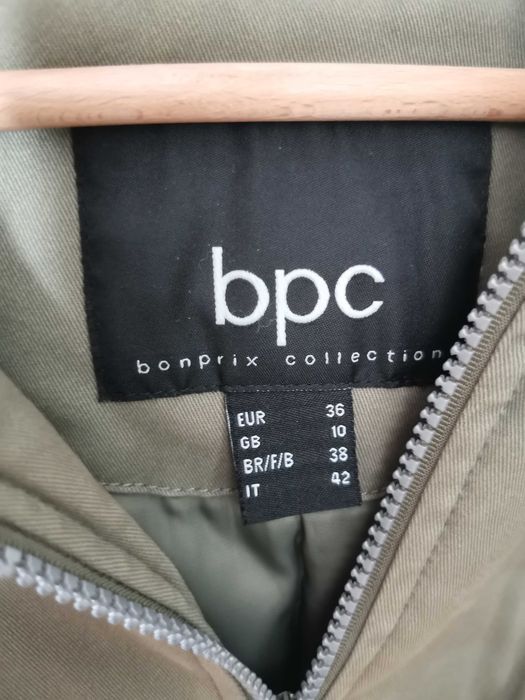 bpc
bonprix collection
EUR 36
GB 10
BR/F/B 38
IT 42